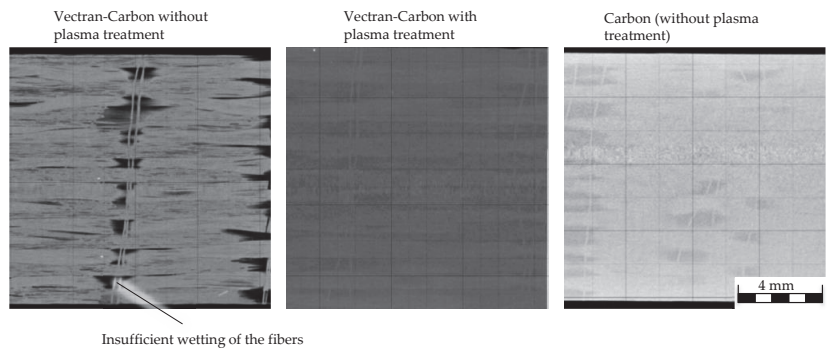 Vectran-Carbon without
plasma treatment
Vectran-Carbon with
plasma treatment
Carbon (without plasma
treatment)
4 mm
Insufficient wetting of the fibers